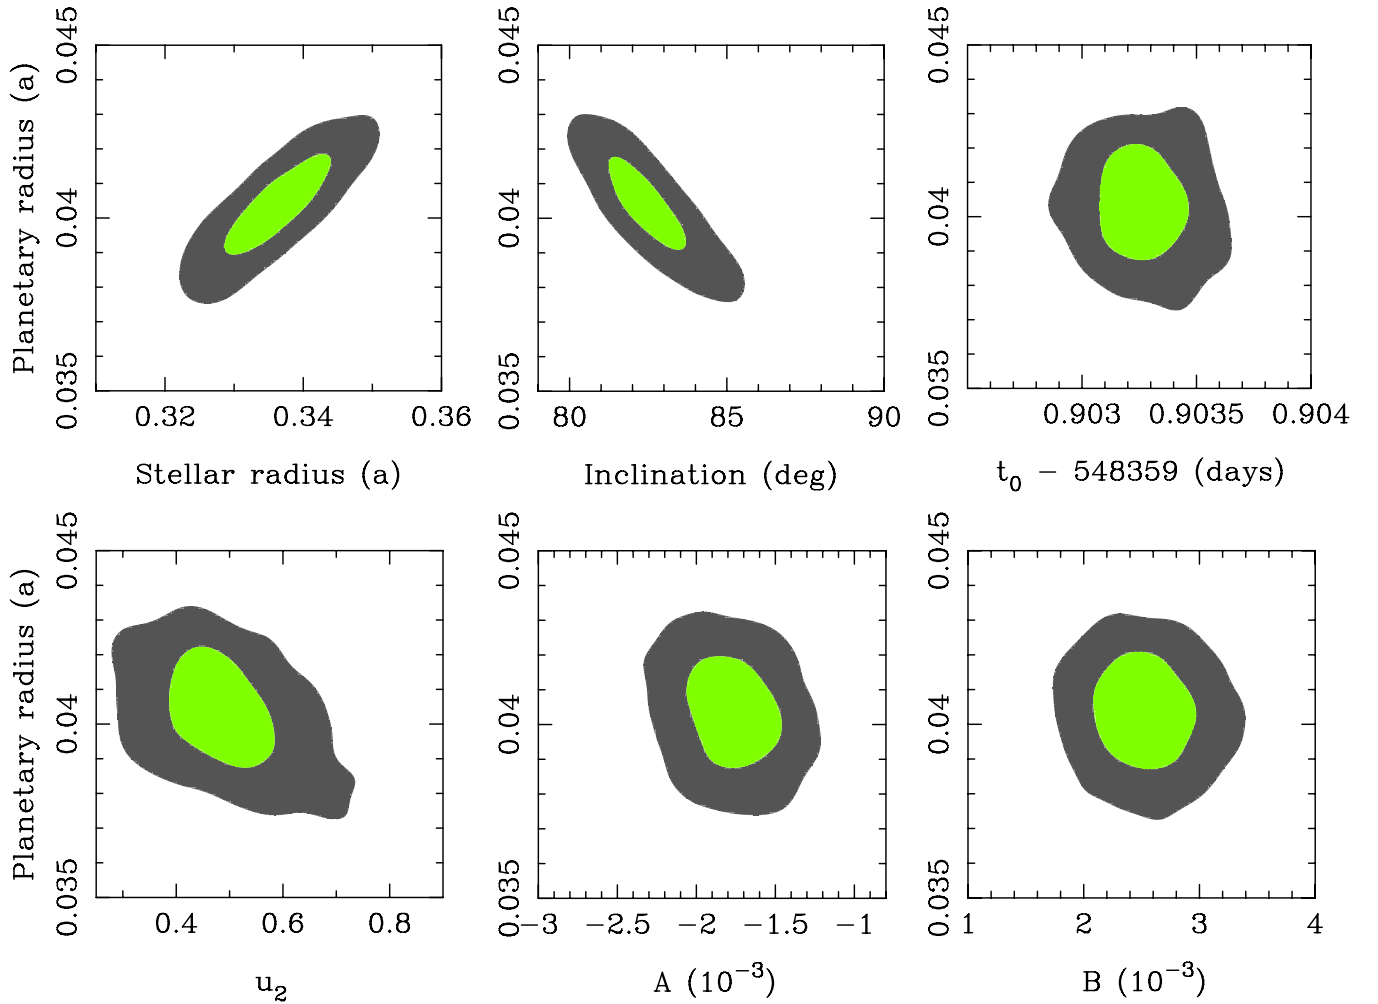 Planetary radius (a)
0.035 0.04 0.045
0.32 0.34 0.36
Stellar radius (a)
0.035 0.04 0.045
80 85 90
Inclination (deg)
0.035 0.04 0.045
0.903 0.9035 0.904
t0 − 548359 (days)
Planetary radius (a)
0.035 0.04 0.045
0.4 0.6 0.8
u2
0.035 0.04 0.045
−3 −2.5 −2 −1.5 −1
A (10−3)
0.035 0.04 0.045
1 2 3 4
B (10−3)